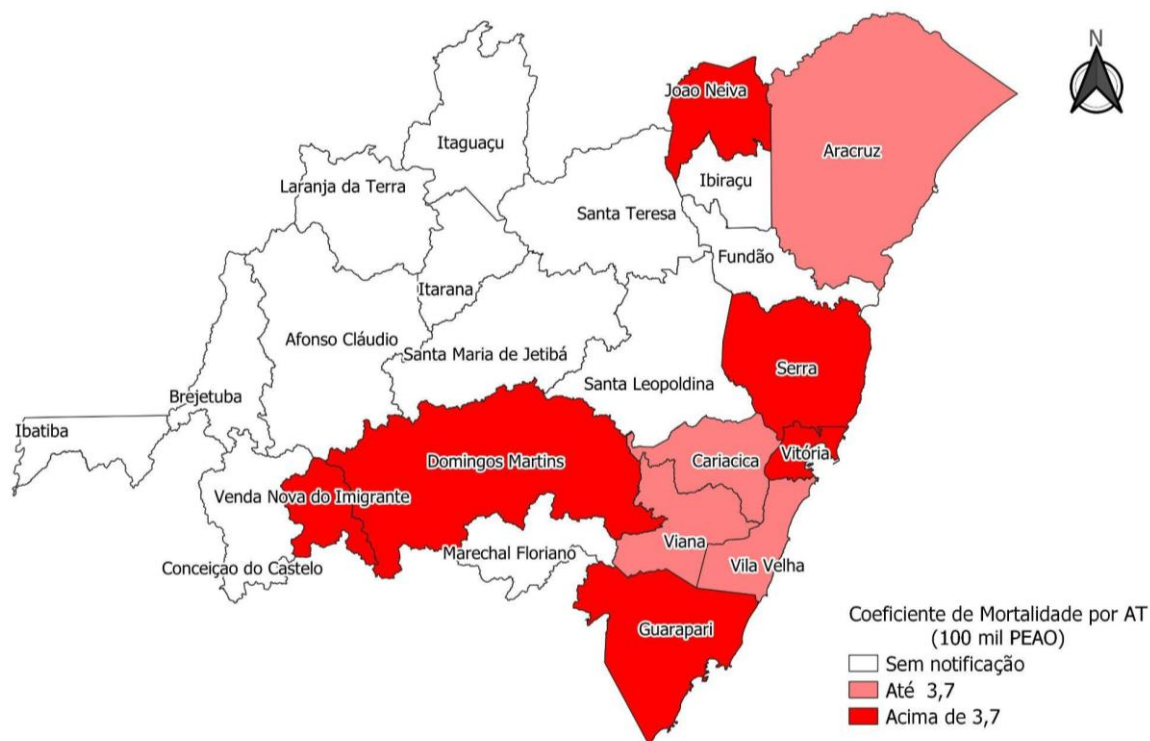 N
Joao Neiva
Aracruz
Itaguaçu
Laranja da Terra
Ibiraçu
Santa Teresa
Fundão
Itarana
Afonso Cláudio
Santa Maria de Jetibá
Serra
Santa Leopoldina
Brejetuba
Ibatiba
Vitória
Cariacica
Domingos Martins
Venda Nova do Imigrante
Viana
Marechal Floriano
Vila Velha
Conceição do Castelo
Guarapari
Coeficiente de Mortalidade por AT
(100 mil PEAO)
Sem notificação
Até 3,7
Acima de 3,7